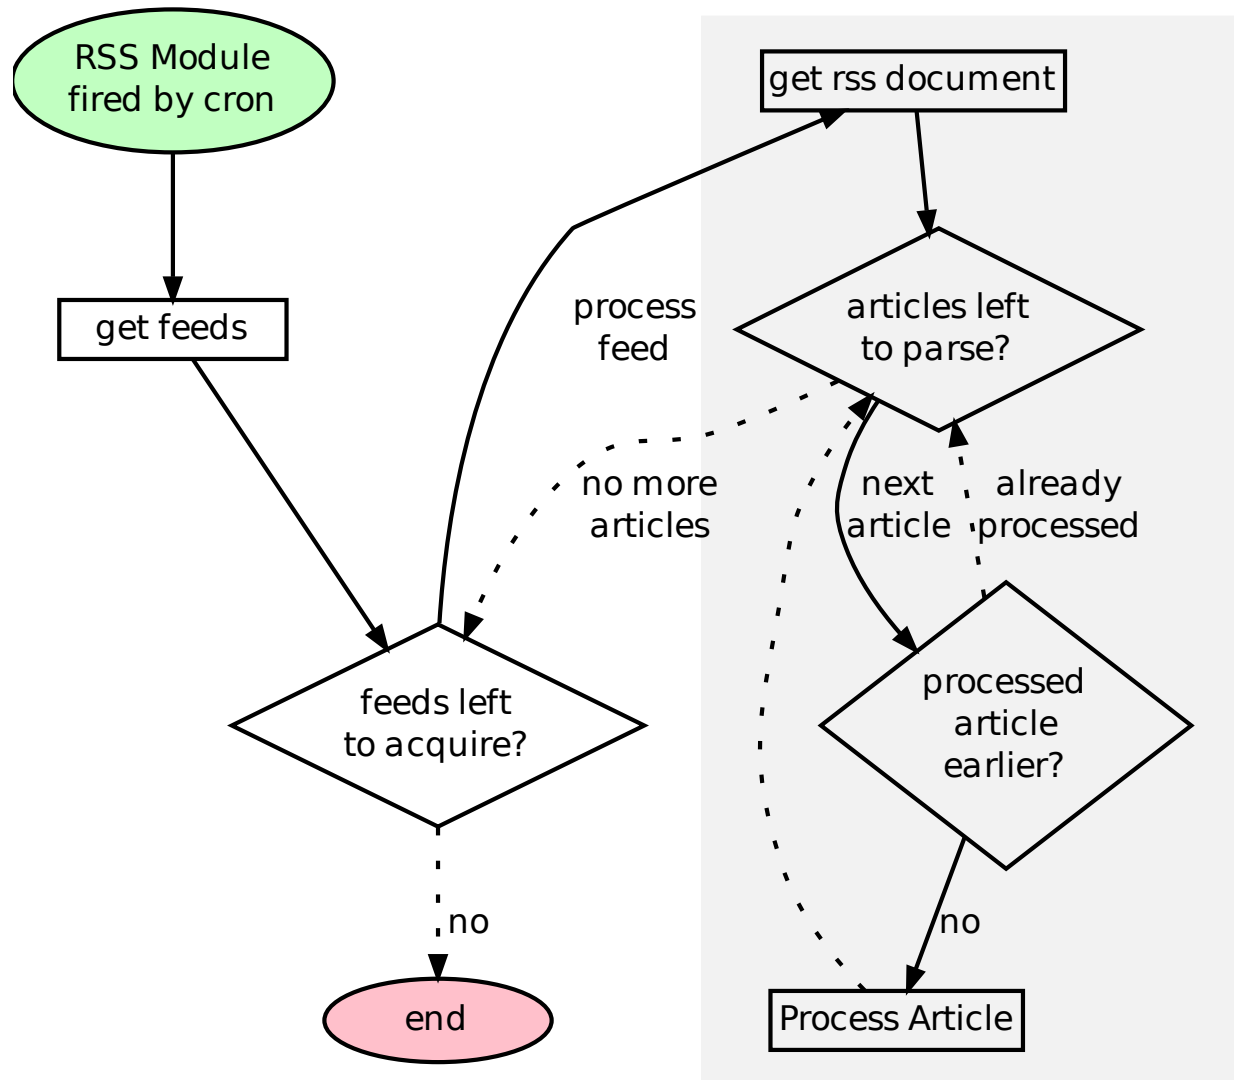 RSS Module
fired by cron
get feeds
get rss document
articles left
to parse?
process
feed
no more
articles
next
article
already
processed
feeds left
to acquire?
processed
article
earlier?
no
no
end
Process Article